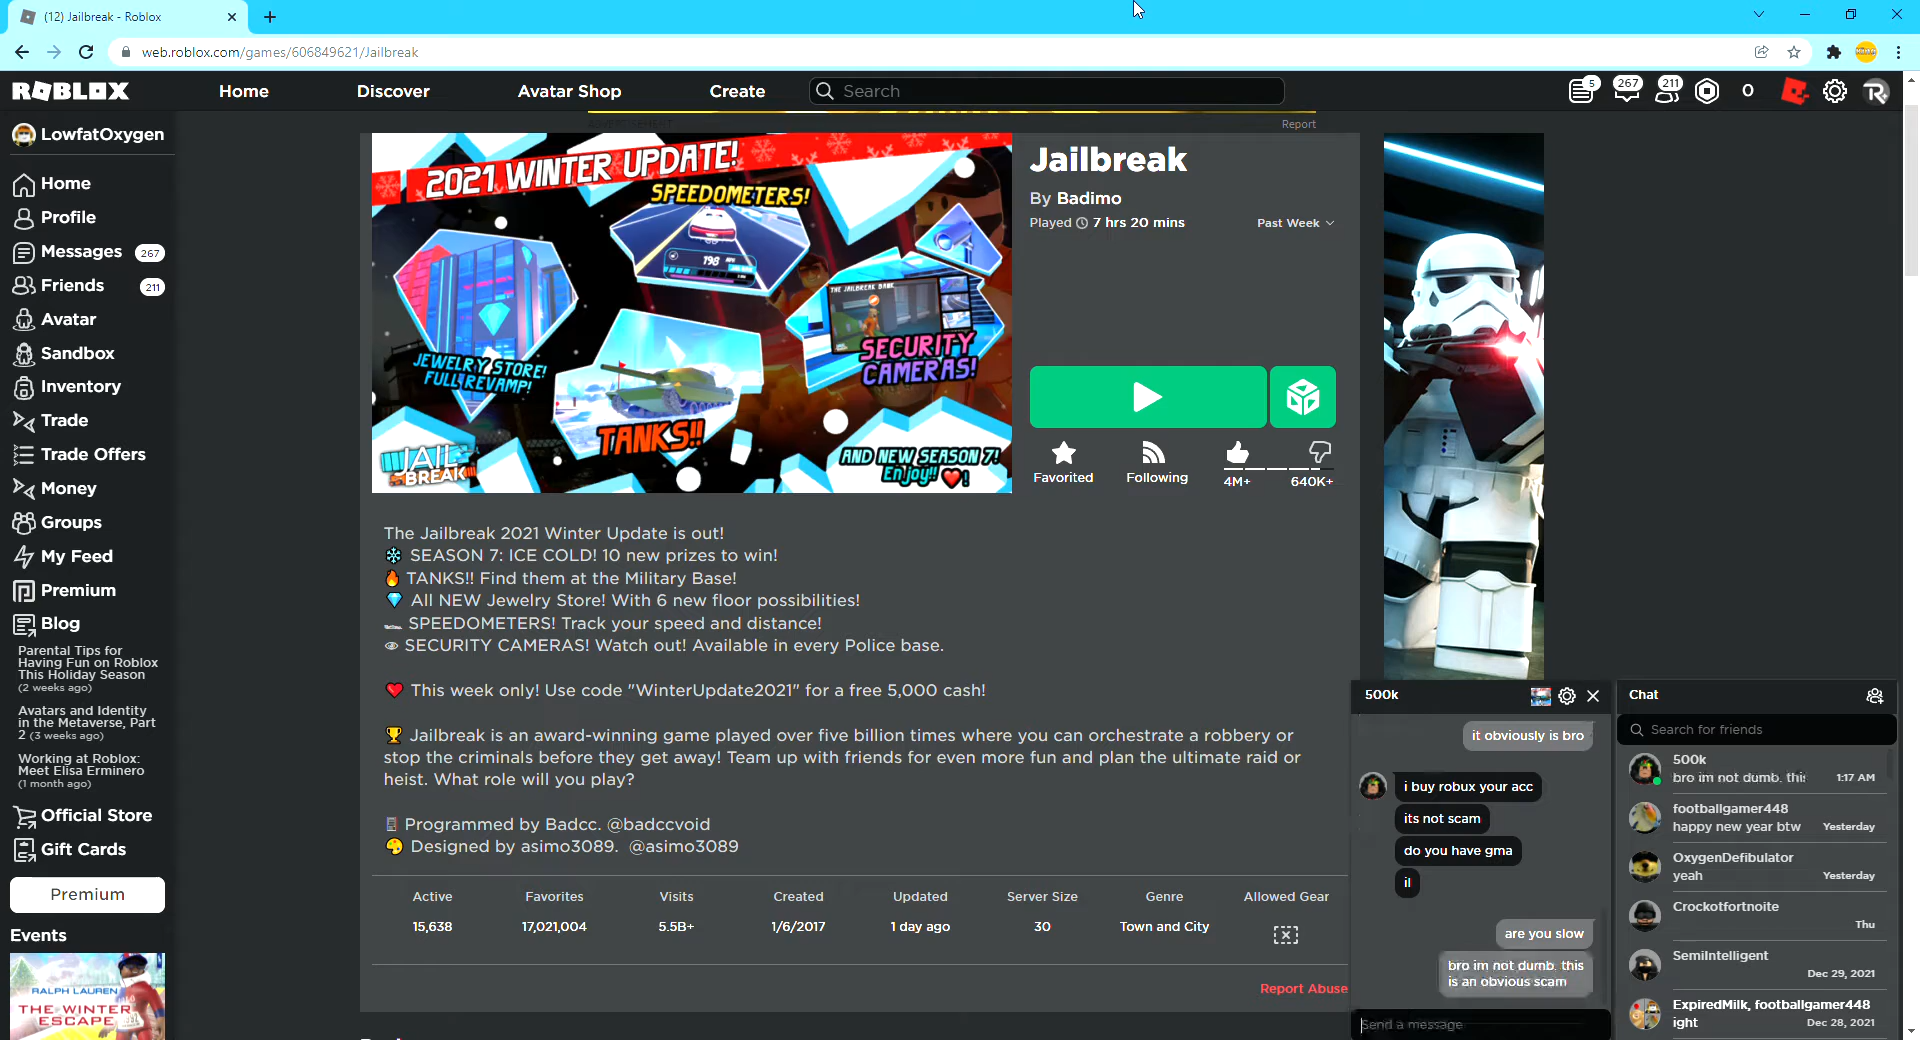 (12) Jailbreak - Roblox
web.roblox.com/games/606849621/Jailbreak
ROBLOX
Home
Discover
Avatar Shop
Create
Search
5
267
211
0
LowfatOxygen
Home
Profile
Messages 267
Friends 211
Avatar
Sandbox
Inventory
Trade
Trade Offers
Money
Groups
My Feed
Premium
Blog
Parental Tips for
Having Fun on Roblox
This Holiday Season
(2 weeks ago)
Avatars and Identity
in the Metaverse, Part
2 (3 weeks ago)
Working at Roblox:
Meet Elisa Erminero
(1 month ago)
Official Store
Gift Cards
Premium
Events
RALPH LAUREN
THE WINTER
ESCAPE
Report
2021 WINTER UPDATE!
SPEEDOMETERS!
198
JEWELRY STORE!
FULL REVAMP!
THE JAILBREAK BANK
SECURITY
CAMERAS!
TANKS!!
JAIL
BREAK
AND NEW SEASON 7!
Enjoy!! ❤!
Jailbreak
By Badimo
Played 7 hrs 20 mins
Past Week
Favorited
Following
4M+
640K+
The Jailbreak 2021 Winter Update is out!
❄ SEASON 7: ICE COLD! 10 new prizes to win!
🔥 TANKS!! Find them at the Military Base!
💎 All NEW Jewelry Store! With 6 new floor possibilities!
SPEEDOMETERS! Track your speed and distance!
👁 SECURITY CAMERAS! Watch out! Available in every Police base.
❤ This week only! Use code "WinterUpdate2021" for a free 5,000 cash!
🏆 Jailbreak is an award-winning game played over five billion times where you can orchestrate a robbery or
stop the criminals before they get away! Team up with friends for even more fun and plan the ultimate raid or
heist. What role will you play?
Programmed by Badcc. @badccvoid
🎨 Designed by asimo3089. @asimo3089
Active Favorites Visits Created Updated Server Size Genre Allowed Gear
15,638 17,021,004 5.5B+ 1/6/2017 1 day ago 30 Town and City
Report Abuse
500k
it obviously is bro
i buy robux your acc
its not scam
do you have gma
il
are you slow
bro im not dumb. this
is an obvious scam
Send a message
Chat
Search for friends
500k
bro im not dumb. this 1:17 AM
footballgamer448
happy new year btw Yesterday
OxygenDefibulator
yeah Yesterday
Crockotfortnoite
Thu
SemiIntelligent
Dec 29, 2021
ExpiredMilk, footballgamer448
ight Dec 28, 2021